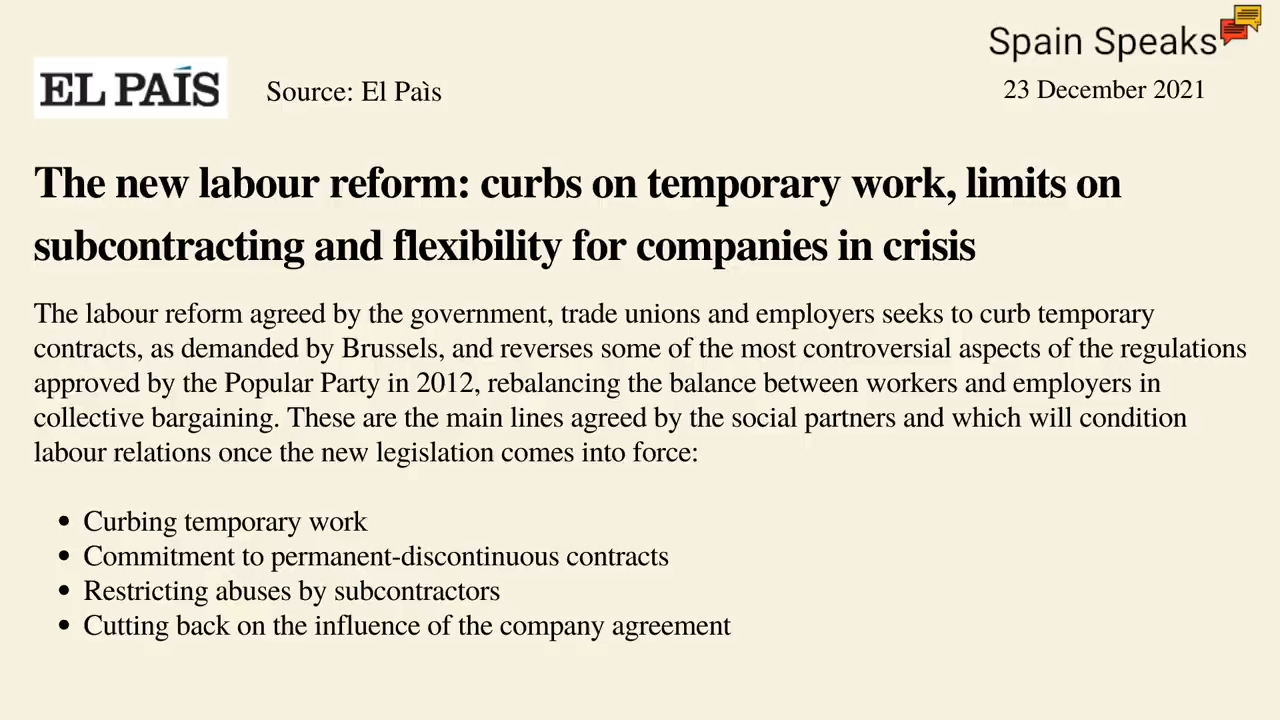 Spain Speaks
EL PAÍS
Source: El Paìs
23 December 2021
The new labour reform: curbs on temporary work, limits on
subcontracting and flexibility for companies in crisis
The labour reform agreed by the government, trade unions and employers seeks to curb temporary
contracts, as demanded by Brussels, and reverses some of the most controversial aspects of the regulations
approved by the Popular Party in 2012, rebalancing the balance between workers and employers in
collective bargaining. These are the main lines agreed by the social partners and which will condition
labour relations once the new legislation comes into force:
• Curbing temporary work
• Commitment to permanent-discontinuous contracts
• Restricting abuses by subcontractors
• Cutting back on the influence of the company agreement